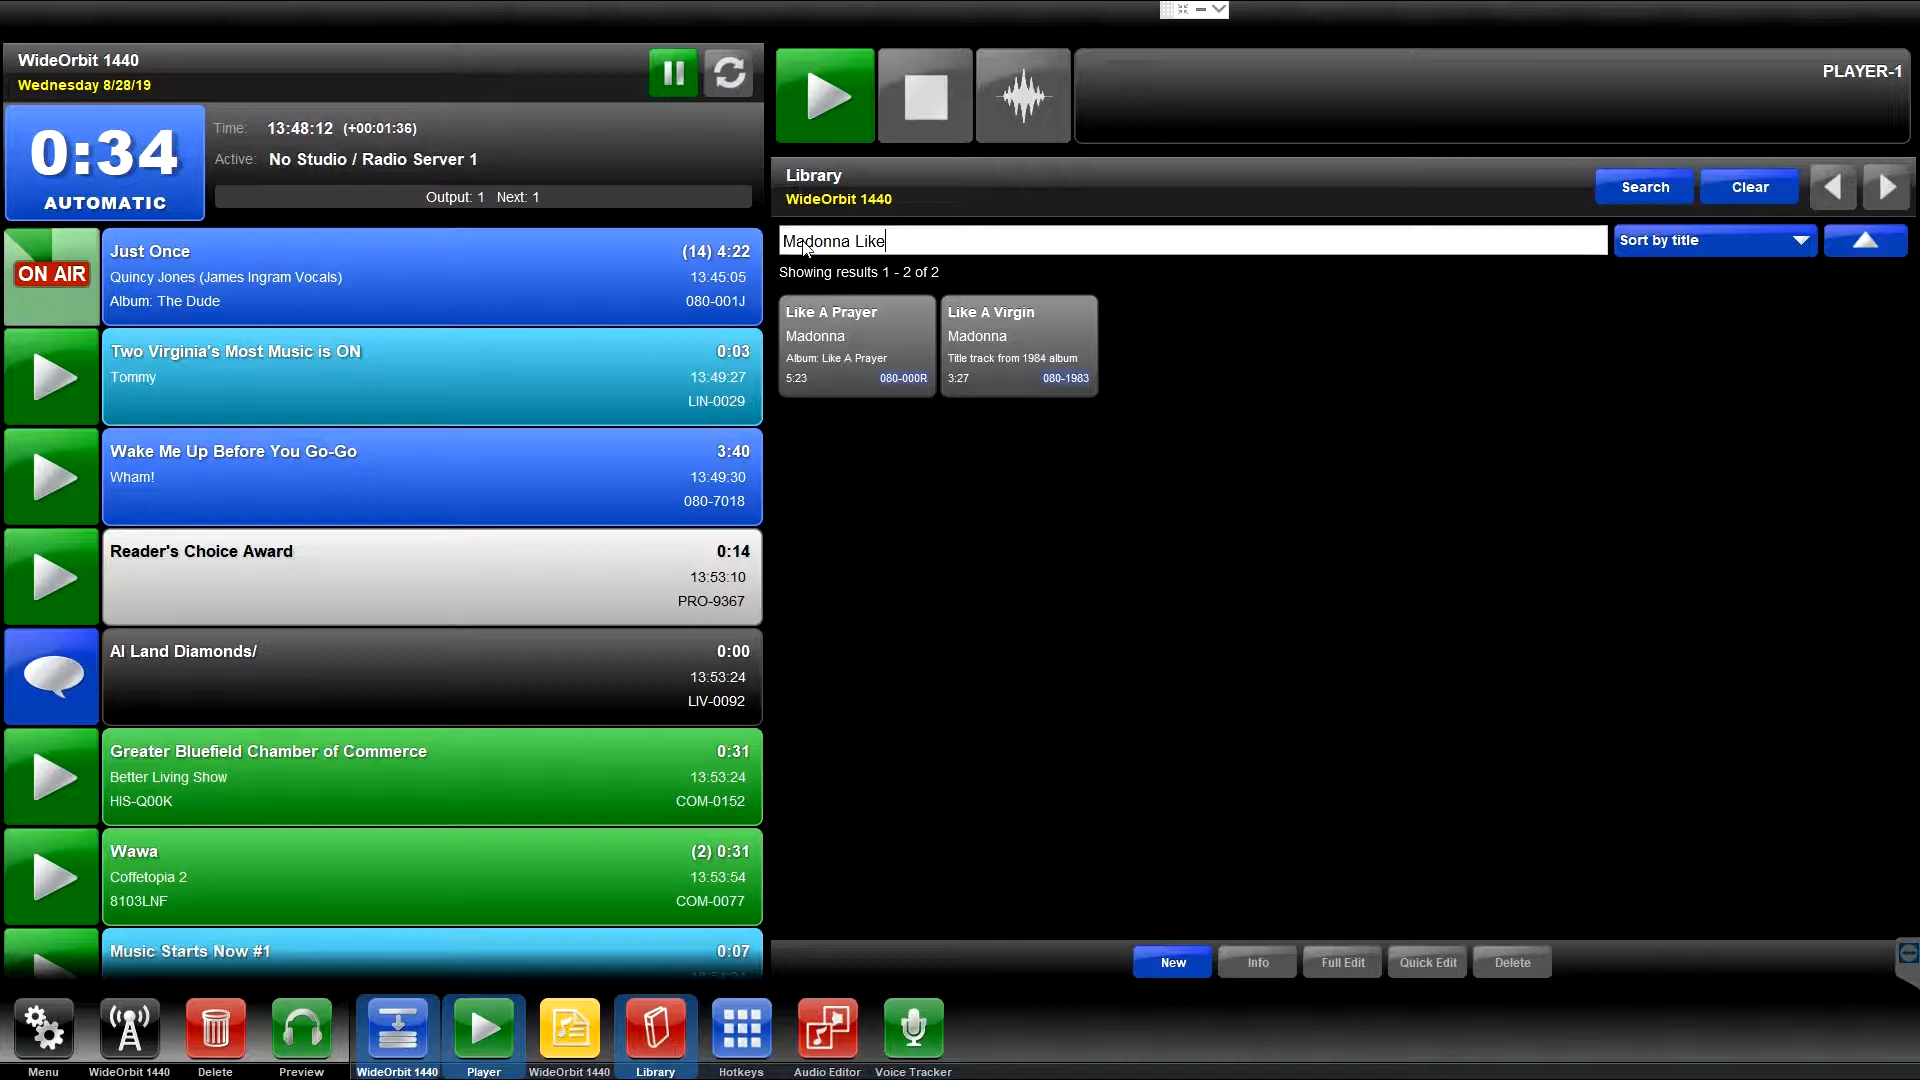 WideOrbit 1440
Wednesday 8/28/19
0:34
AUTOMATIC
Time: 13:48:12 (+00:01:36)
Active: No Studio / Radio Server 1
Output: 1 Next: 1
ON AIR
Just Once (14) 4:22
Quincy Jones (James Ingram Vocals) 13:45:05
Album: The Dude 080-001J
Two Virginia's Most Music is ON 0:03
Tommy 13:49:27
LIN-0029
Wake Me Up Before You Go-Go 3:40
Wham! 13:49:30
080-7018
Reader's Choice Award 0:14
13:53:10
PRO-9367
Al Land Diamonds/ 0:00
13:53:24
LIV-0092
Greater Bluefield Chamber of Commerce 0:31
Better Living Show 13:53:24
HIS-Q00K COM-0152
Wawa (2) 0:31
Coffetopia 2 13:53:54
8103LNF COM-0077
Music Starts Now #1 0:07
PLAYER-1
Library
WideOrbit 1440
Search Clear
Madonna Like
Sort by title
Showing results 1 - 2 of 2
Like A Prayer
Madonna
Album: Like A Prayer
5:23 080-000R
Like A Virgin
Madonna
Title track from 1984 album
3:27 080-1983
New Info Full Edit Quick Edit Delete
Menu WideOrbit 1440 Delete Preview WideOrbit 1440 Player WideOrbit 1440 Library Hotkeys Audio Editor Voice Tracker